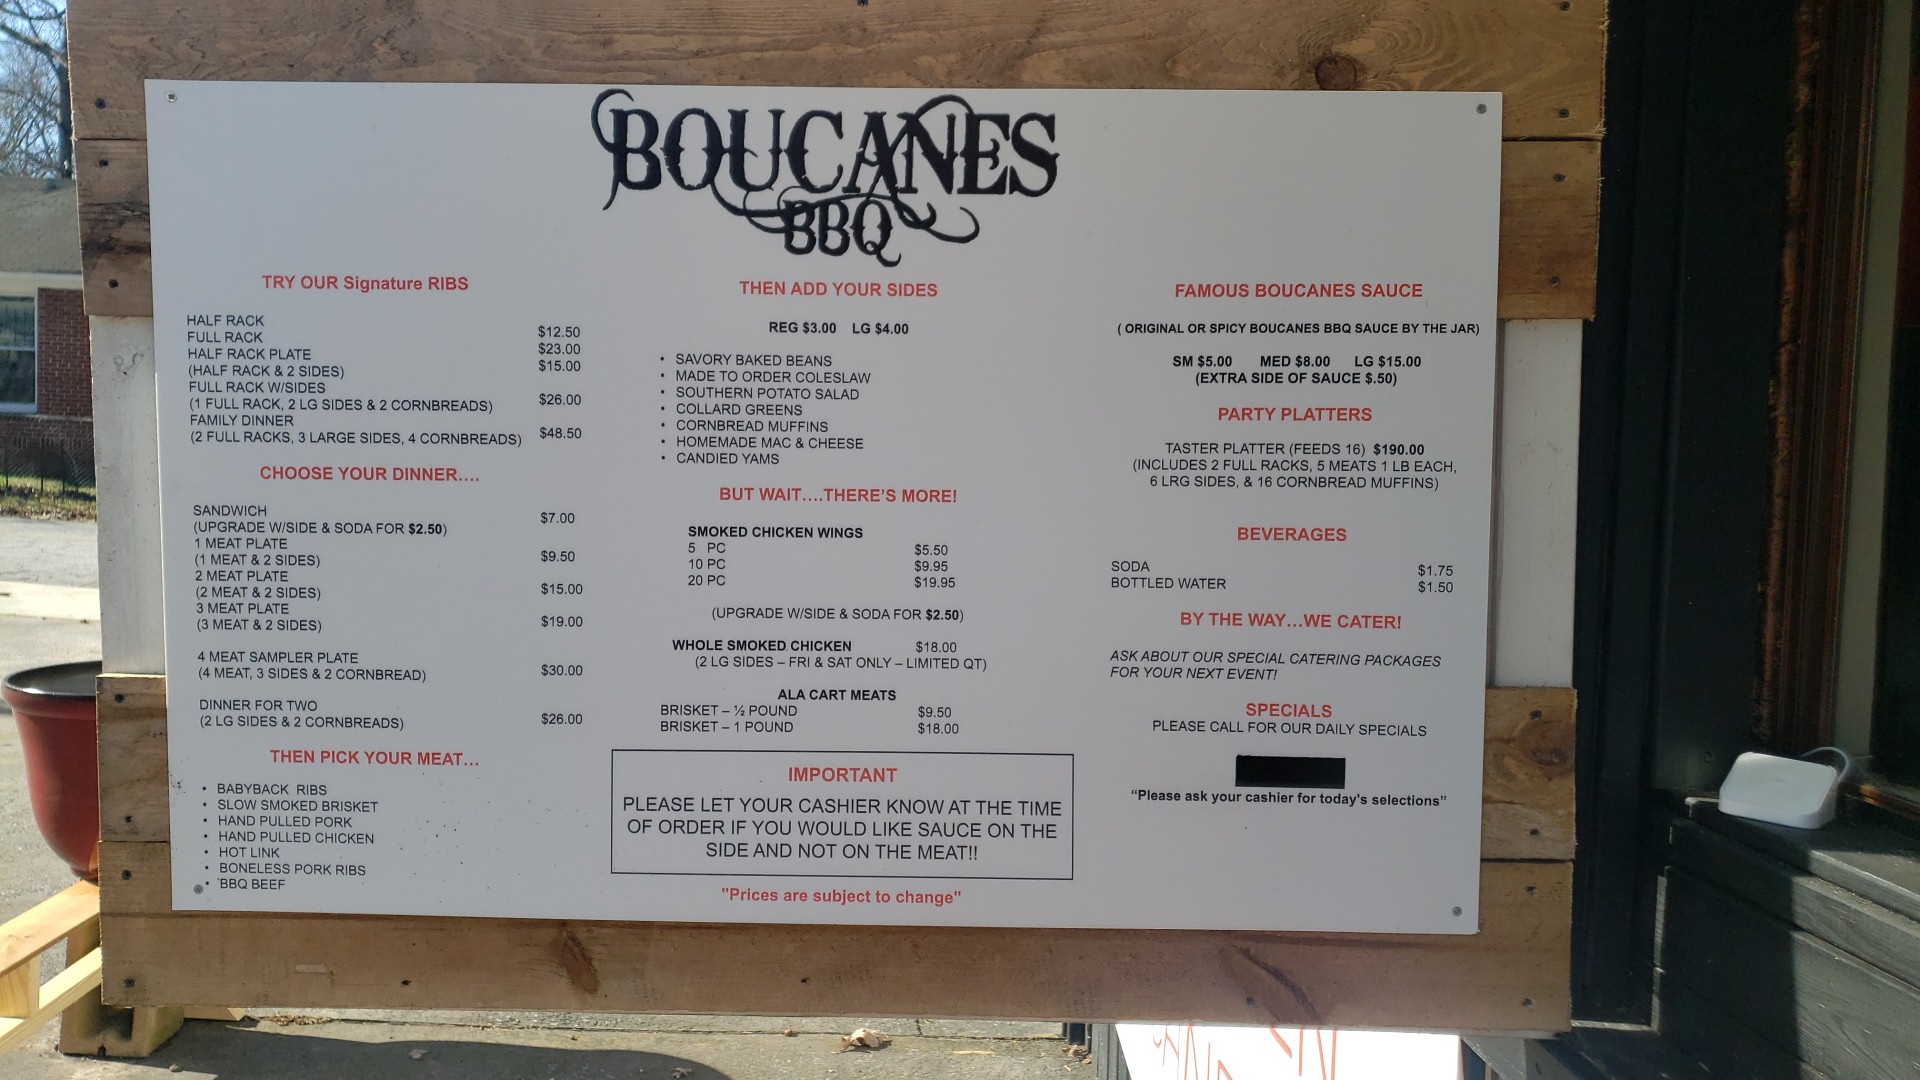 BOUCANES
BBQ
TRY OUR Signature RIBS
HALF RACK $12.50
FULL RACK $23.00
HALF RACK PLATE $15.00
(HALF RACK & 2 SIDES)
FULL RACK W/SIDES
(1 FULL RACK, 2 LG SIDES & 2 CORNBREADS) $26.00
FAMILY DINNER
(2 FULL RACKS, 3 LARGE SIDES, 4 CORNBREADS) $48.50
CHOOSE YOUR DINNER....
SANDWICH $7.00
(UPGRADE W/SIDE & SODA FOR $2.50)
1 MEAT PLATE
(1 MEAT & 2 SIDES) $9.50
2 MEAT PLATE
(2 MEAT & 2 SIDES) $15.00
3 MEAT PLATE
(3 MEAT & 2 SIDES) $19.00
4 MEAT SAMPLER PLATE
(4 MEAT, 3 SIDES & 2 CORNBREAD) $30.00
DINNER FOR TWO
(2 LG SIDES & 2 CORNBREADS) $26.00
THEN PICK YOUR MEAT...
• BABYBACK RIBS
• SLOW SMOKED BRISKET
• HAND PULLED PORK
• HAND PULLED CHICKEN
• HOT LINK
• BONELESS PORK RIBS
• BBQ BEEF
THEN ADD YOUR SIDES
REG $3.00 LG $4.00
• SAVORY BAKED BEANS
• MADE TO ORDER COLESLAW
• SOUTHERN POTATO SALAD
• COLLARD GREENS
• CORNBREAD MUFFINS
• HOMEMADE MAC & CHEESE
• CANDIED YAMS
BUT WAIT....THERE'S MORE!
SMOKED CHICKEN WINGS
5 PC $5.50
10 PC $9.95
20 PC $19.95
(UPGRADE W/SIDE & SODA FOR $2.50)
WHOLE SMOKED CHICKEN $18.00
(2 LG SIDES – FRI & SAT ONLY – LIMITED QT)
ALA CART MEATS
BRISKET – ½ POUND $9.50
BRISKET – 1 POUND $18.00
IMPORTANT
PLEASE LET YOUR CASHIER KNOW AT THE TIME
OF ORDER IF YOU WOULD LIKE SAUCE ON THE
SIDE AND NOT ON THE MEAT!!
"Prices are subject to change"
FAMOUS BOUCANES SAUCE
( ORIGINAL OR SPICY BOUCANES BBQ SAUCE BY THE JAR)
SM $5.00 MED $8.00 LG $15.00
(EXTRA SIDE OF SAUCE $.50)
PARTY PLATTERS
TASTER PLATTER (FEEDS 16) $190.00
(INCLUDES 2 FULL RACKS, 5 MEATS 1 LB EACH,
6 LRG SIDES, & 16 CORNBREAD MUFFINS)
BEVERAGES
SODA $1.75
BOTTLED WATER $1.50
BY THE WAY...WE CATER!
ASK ABOUT OUR SPECIAL CATERING PACKAGES
FOR YOUR NEXT EVENT!
SPECIALS
PLEASE CALL FOR OUR DAILY SPECIALS
"Please ask your cashier for today's selections"